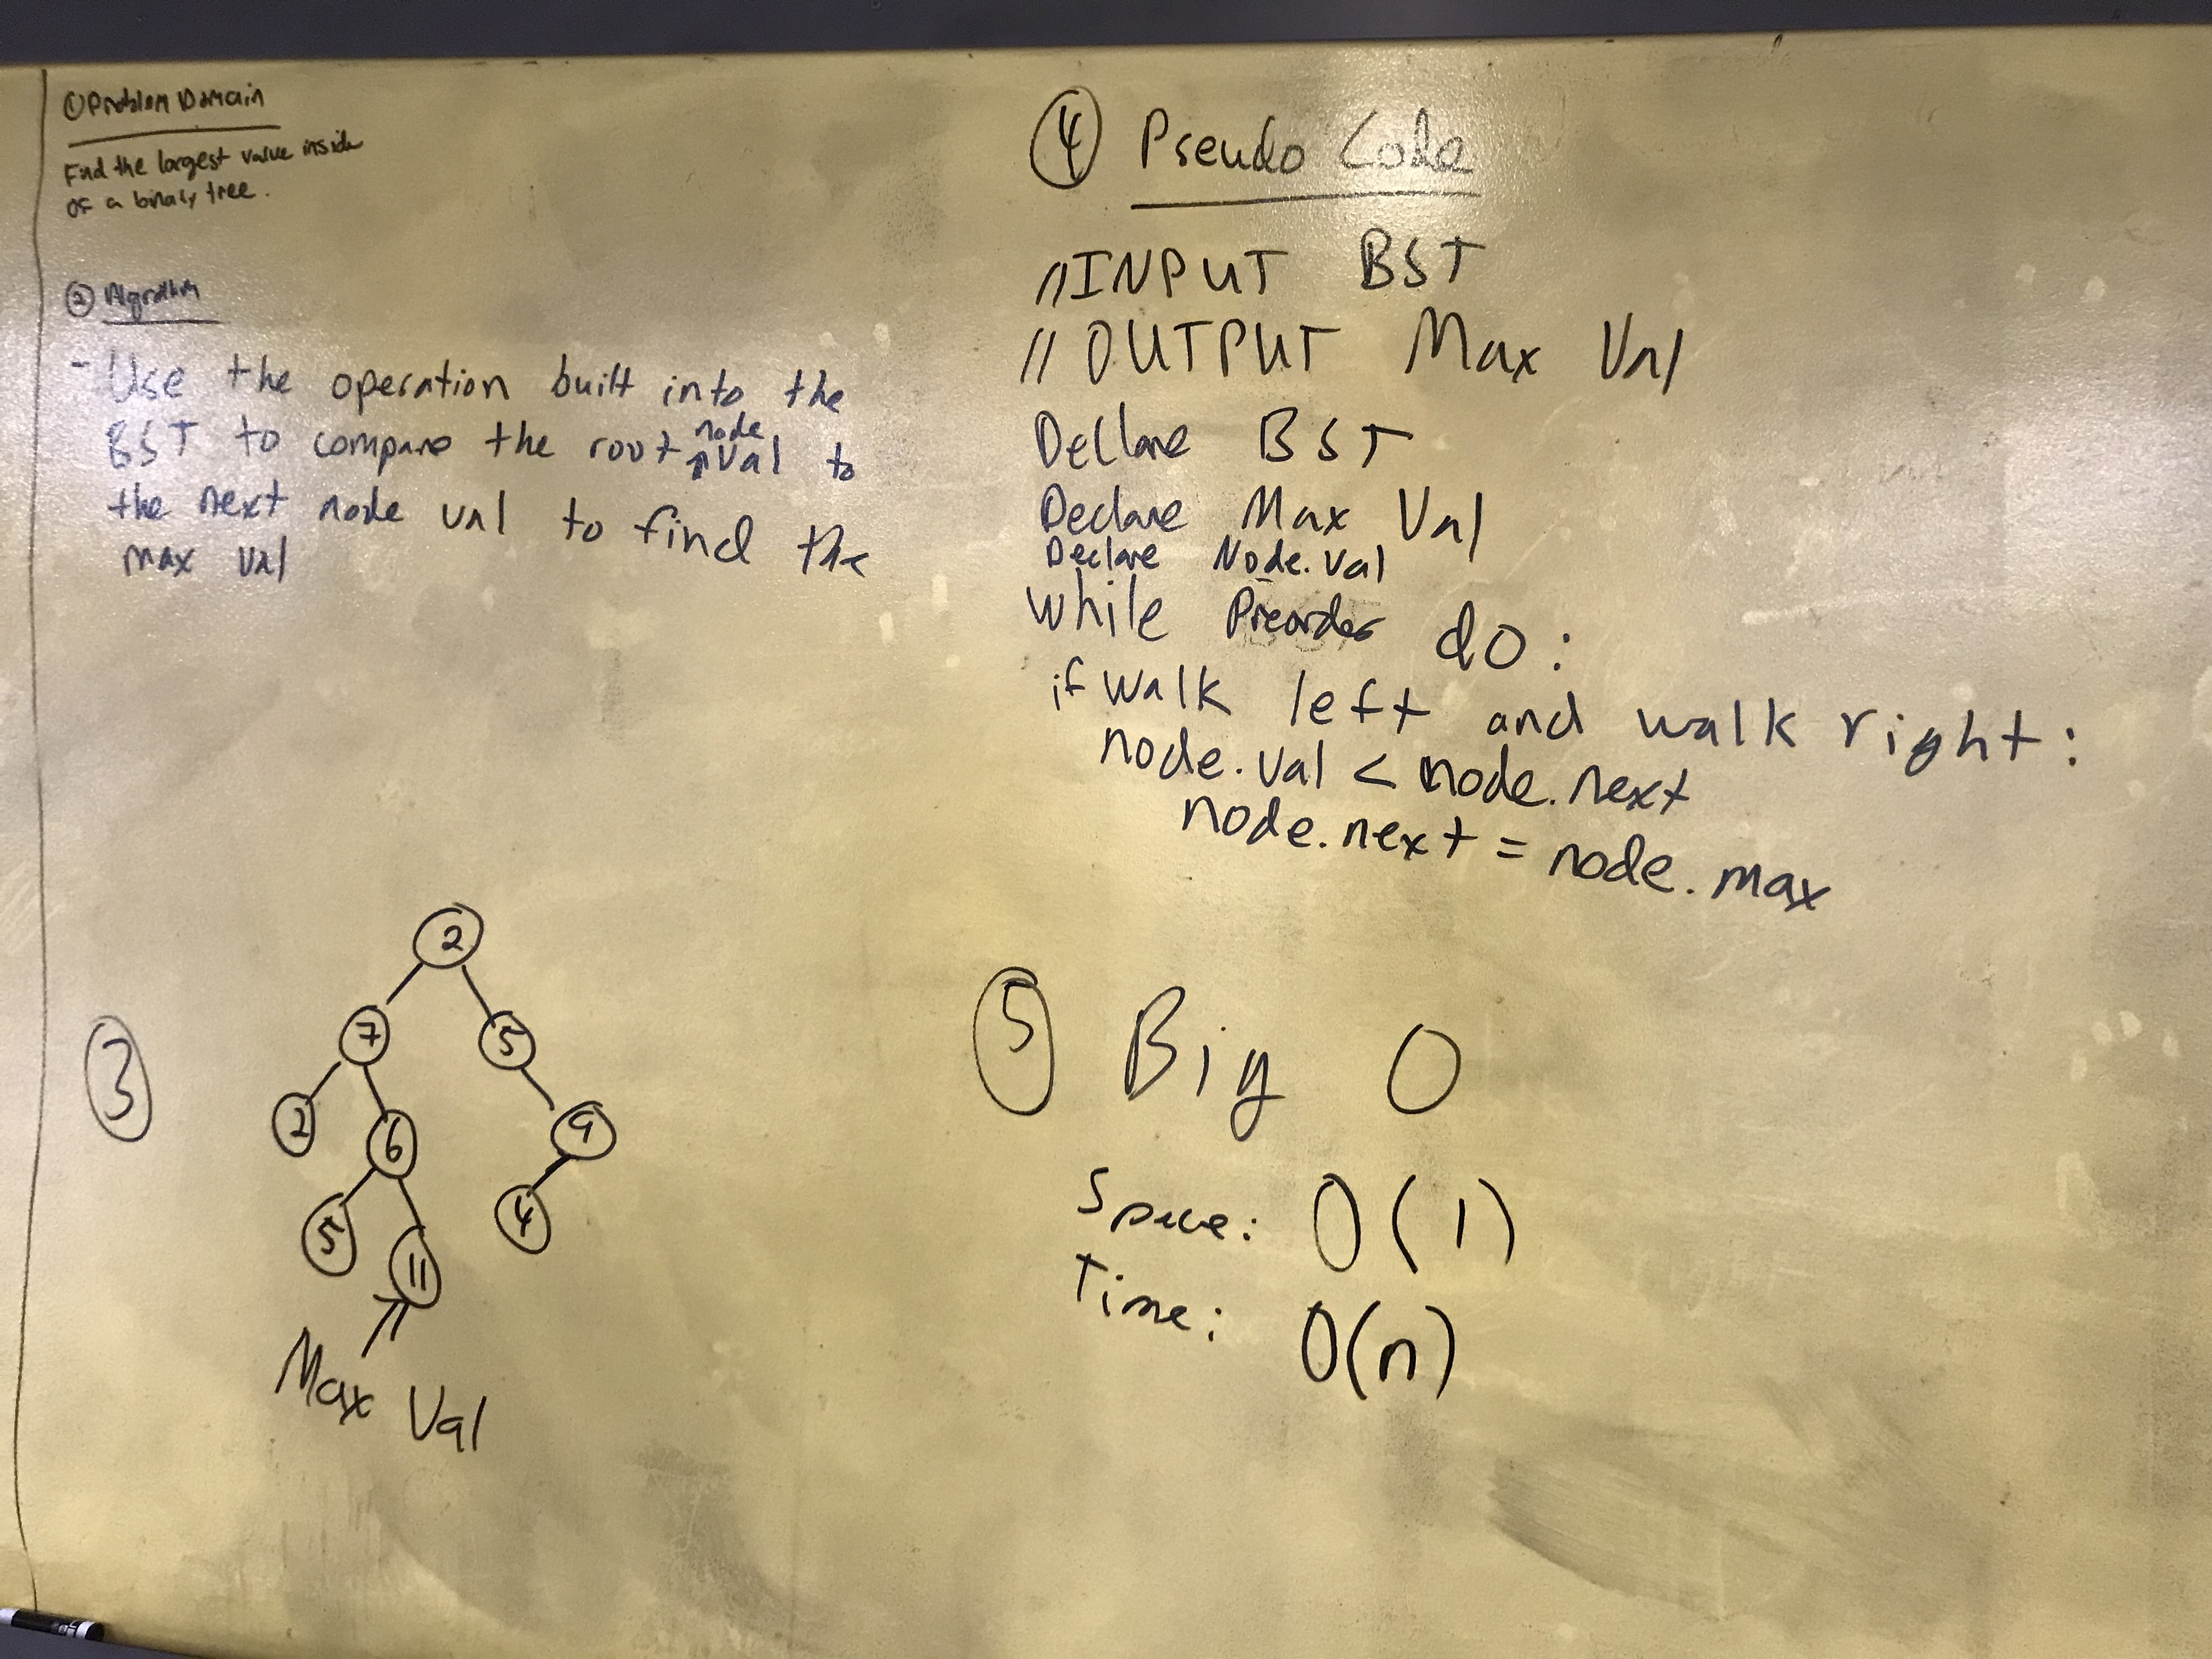 ① Problem Domain
Find the largest value inside
of a binary tree.
② Algorithm
- Use the operation built into the
BST to compare the root node val to
the next node val to find the
max val
③
2
7 5
2 6 9
5 11 4
Max Val
④ Pseudo Code
// INPUT BST
// OUTPUT Max Val
Declare BST
Declare Max Val
Declare Node.val
while Preorder do:
if walk left and walk right:
node.val < node.next
node.next = node.max
⑤ Big O
Space: O(1)
Time: O(n)